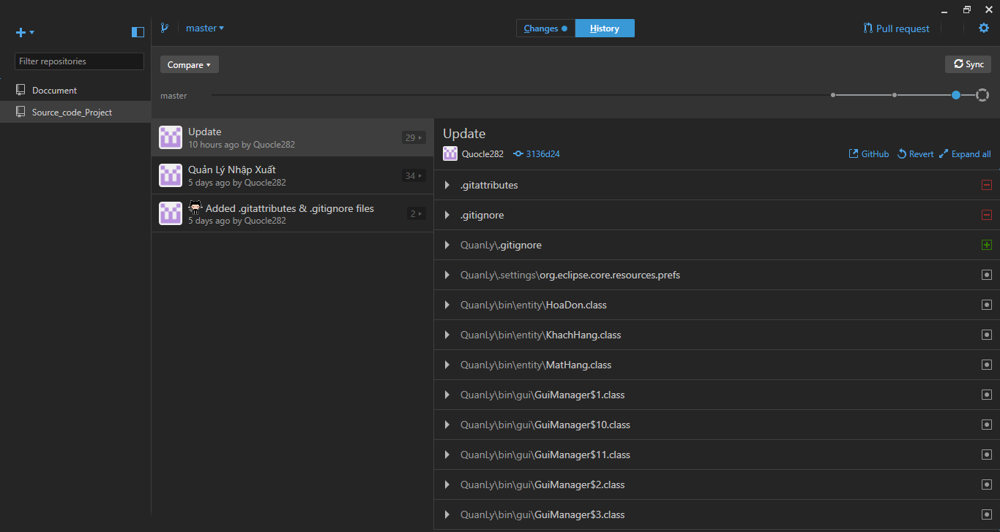 master
Changes
History
Pull request
Filter repositories
Doccument
Source_code_Project
Compare
Sync
master
Update
10 hours ago by Quocle282
29
Quản Lý Nhập Xuất
5 days ago by Quocle282
34
Added .gitattributes & .gitignore files
5 days ago by Quocle282
2
Update
Quocle282 3136d24 GitHub Revert Expand all
.gitattributes
.gitignore
QuanLy\.gitignore
QuanLy\.settings\org.eclipse.core.resources.prefs
QuanLy\bin\entity\HoaDon.class
QuanLy\bin\entity\KhachHang.class
QuanLy\bin\entity\MatHang.class
QuanLy\bin\gui\GuiManager$1.class
QuanLy\bin\gui\GuiManager$10.class
QuanLy\bin\gui\GuiManager$11.class
QuanLy\bin\gui\GuiManager$2.class
QuanLy\bin\gui\GuiManager$3.class